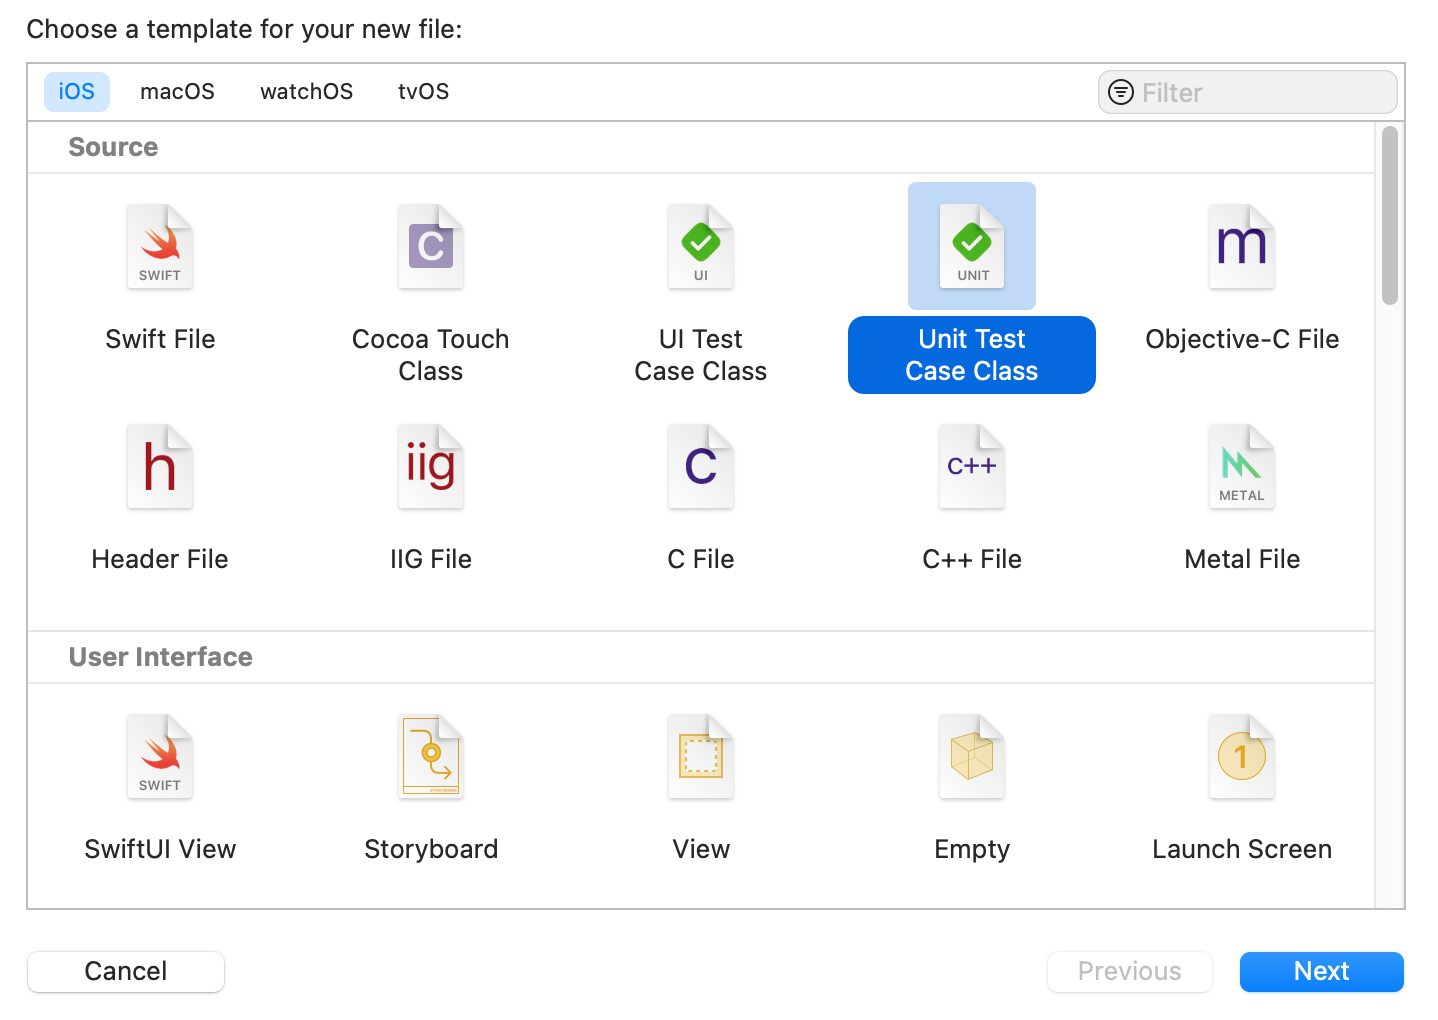 Choose a template for your new file:
iOS macOS watchOS tvOS Filter
Source
SWIFT C UI UNIT m
Swift File Cocoa Touch Class UI Test Case Class Unit Test Case Class Objective-C File
h iig C C++ METAL
Header File IIG File C File C++ File Metal File
User Interface
SWIFT 1
SwiftUI View Storyboard View Empty Launch Screen
Cancel Previous Next